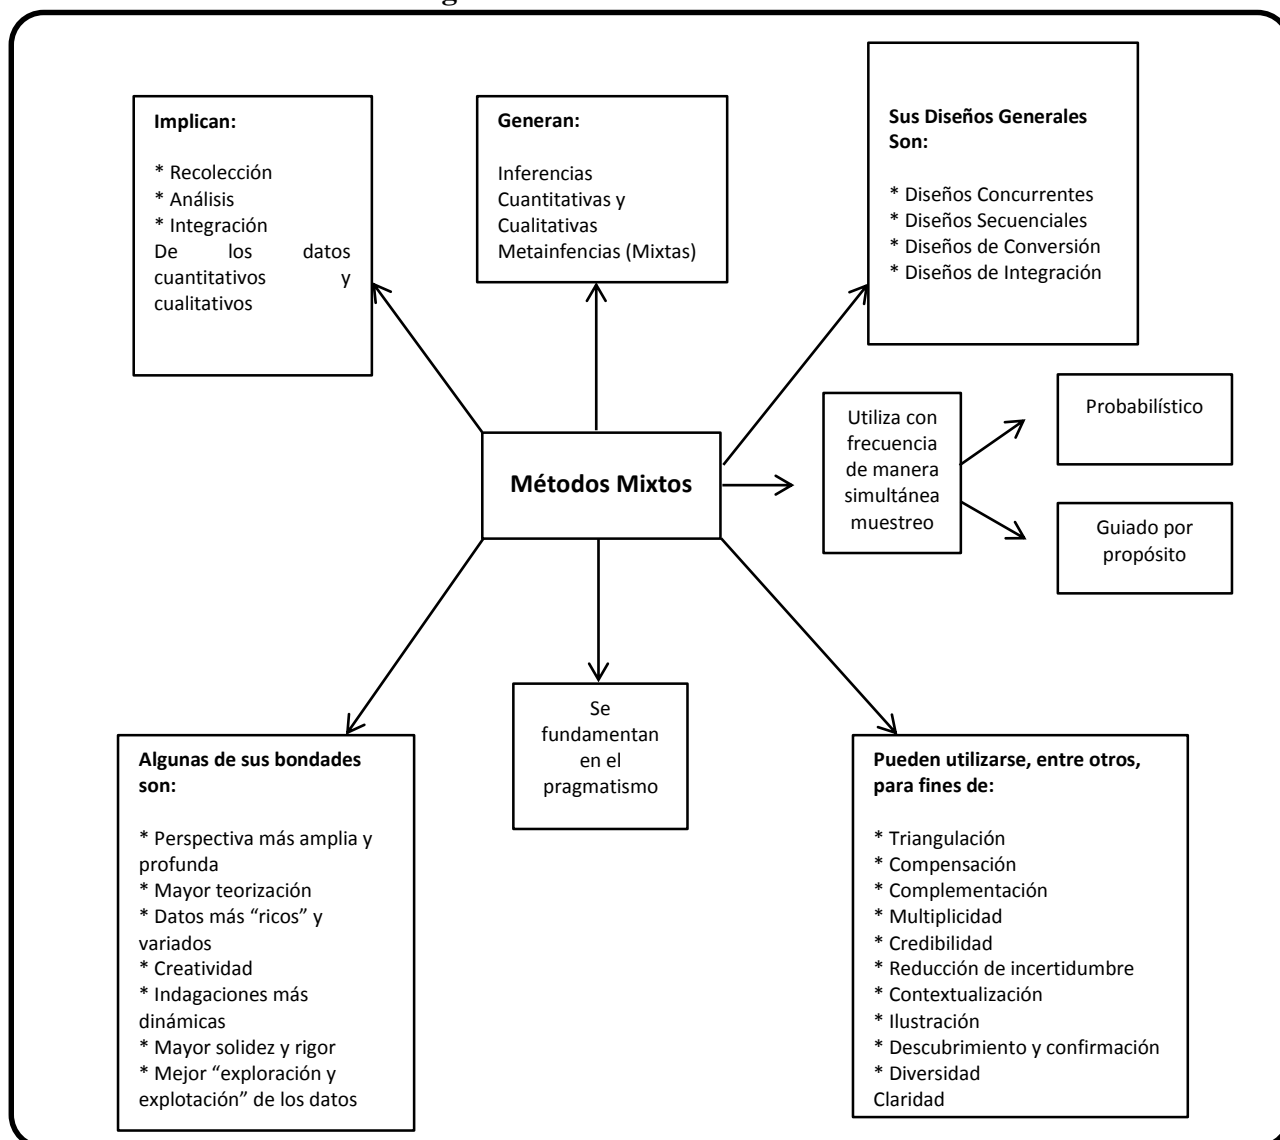 Implican:
* Recolección
* Análisis
* Integración
De los datos
cuantitativos y
cualitativos
Generan:
Inferencias
Cuantitativas y
Cualitativas
Metainfencias (Mixtas)
Sus Diseños Generales
Son:
* Diseños Concurrentes
* Diseños Secuenciales
* Diseños de Conversión
* Diseños de Integración
Métodos Mixtos
Utiliza con
frecuencia
de manera
simultánea
muestreo
Probabilístico
Guiado por
propósito
Algunas de sus bondades
son:
* Perspectiva más amplia y
profunda
* Mayor teorización
* Datos más “ricos” y
variados
* Creatividad
* Indagaciones más
dinámicas
* Mayor solidez y rigor
* Mejor “exploración y
explotación” de los datos
Se
fundamentan
en el
pragmatismo
Pueden utilizarse, entre otros,
para fines de:
* Triangulación
* Compensación
* Complementación
* Multiplicidad
* Credibilidad
* Reducción de incertidumbre
* Contextualización
* Ilustración
* Descubrimiento y confirmación
* Diversidad
Claridad